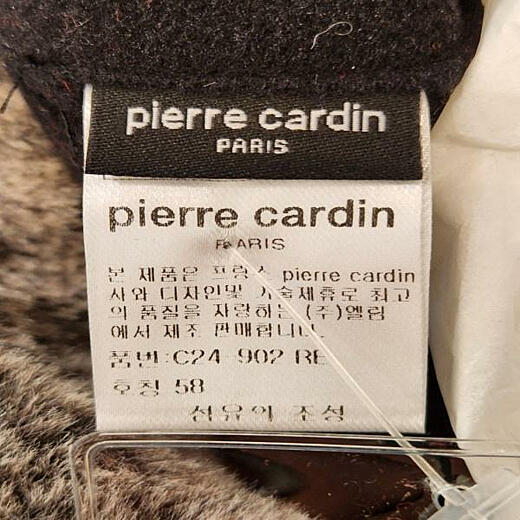 pierre cardin
PARIS
pierre cardin
PARIS
본 제품은 프랑스 pierre cardin
사와 디자인및 기술제휴로 최고
의 품질을 자랑하는 (주)엘림
에서 제조 판매합니다.
품번:C24-902 RE
호칭 58
섬유의 조성